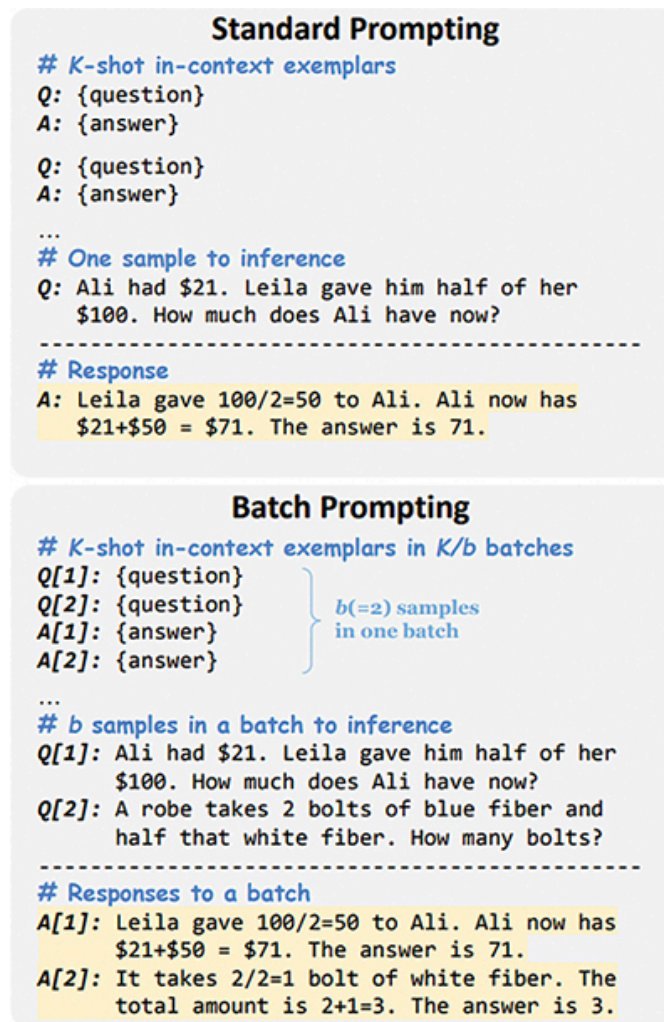 Standard Prompting
# K-shot in-context exemplars
Q: {question}
A: {answer}
Q: {question}
A: {answer}
...
# One sample to inference
Q: Ali had $21. Leila gave him half of her
$100. How much does Ali have now?
# Response
A: Leila gave 100/2=50 to Ali. Ali now has
$21+$50 = $71. The answer is 71.
Batch Prompting
# K-shot in-context exemplars in K/b batches
Q[1]: {question}
Q[2]: {question}
A[1]: {answer}
A[2]: {answer}
b(=2) samples
in one batch
...
# b samples in a batch to inference
Q[1]: Ali had $21. Leila gave him half of her
$100. How much does Ali have now?
Q[2]: A robe takes 2 bolts of blue fiber and
half that white fiber. How many bolts?
# Responses to a batch
A[1]: Leila gave 100/2=50 to Ali. Ali now has
$21+$50 = $71. The answer is 71.
A[2]: It takes 2/2=1 bolt of white fiber. The
total amount is 2+1=3. The answer is 3.